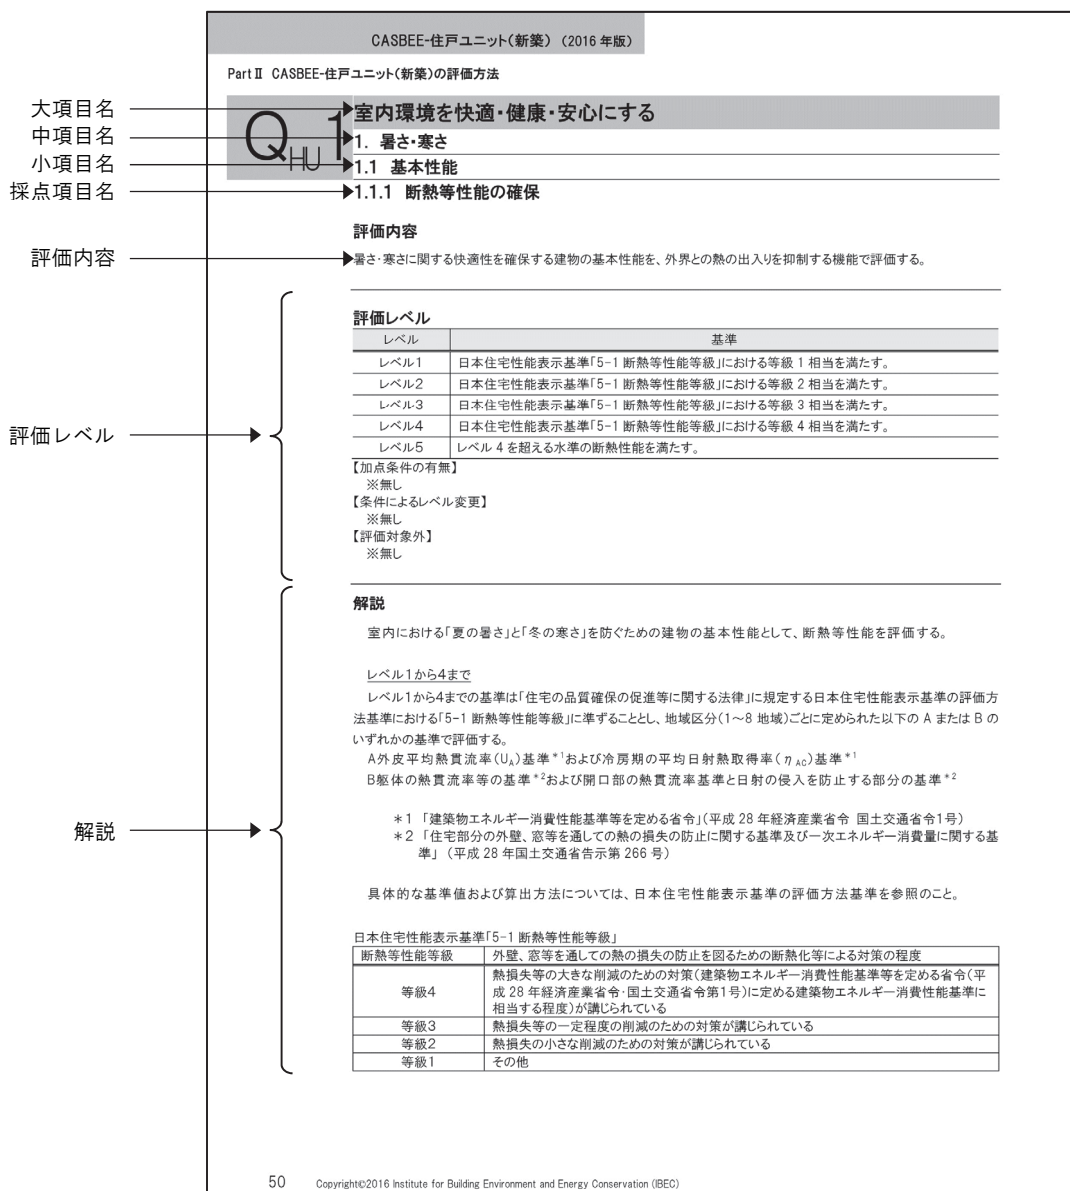 CASBEE-住戸ユニット(新築) (2016年版)
Part Ⅱ CASBEE-住戸ユニット(新築)の評価方法
大項目名
QHU1
室内環境を快適・健康・安心にする
中項目名
1. 暑さ・寒さ
小項目名
1.1 基本性能
採点項目名
1.1.1 断熱等性能の確保
評価内容
評価内容
暑さ・寒さに関する快適性を確保する建物の基本性能を、外界との熱の出入りを抑制する機能で評価する。
評価レベル
評価レベル
レベル 基準
レベル1 日本住宅性能表示基準「5-1断熱等性能等級」における等級1相当を満たす。
レベル2 日本住宅性能表示基準「5-1断熱等性能等級」における等級2相当を満たす。
レベル3 日本住宅性能表示基準「5-1断熱等性能等級」における等級3相当を満たす。
レベル4 日本住宅性能表示基準「5-1断熱等性能等級」における等級4相当を満たす。
レベル5 レベル4を超える水準の断熱性能を満たす。
【加点条件の有無】
※無し
【条件によるレベル変更】
※無し
【評価対象外】
※無し
解説
解説
室内における「夏の暑さ」と「冬の寒さ」を防ぐための建物の基本性能として、断熱等性能を評価する。
レベル1から4まで
レベル1から4までの基準は「住宅の品質確保の促進等に関する法律」に規定する日本住宅性能表示基準の評価方
法基準における「5-1断熱等性能等級」に準ずることとし、地域区分(1～8地域)ごとに定められた以下のAまたはBの
いずれかの基準で評価する。
A外皮平均熱貫流率(UA)基準*1および冷房期の平均日射熱取得率(ηAC)基準*1
B躯体の熱貫流率等の基準*2および開口部の熱貫流率基準と日射の侵入を防止する部分の基準*2
*1 「建築物エネルギー消費性能基準等を定める省令」(平成28年経済産業省令 国土交通省令1号)
*2 「住宅部分の外壁、窓等を通しての熱の損失の防止に関する基準及び一次エネルギー消費量に関する基
準」 (平成28年国土交通省告示第266号)
具体的な基準値および算出方法については、日本住宅性能表示基準の評価方法基準を参照のこと。
日本住宅性能表示基準「5-1断熱等性能等級」
断熱等性能等級 外壁、窓等を通しての熱の損失の防止を図るための断熱化等による対策の程度
等級4 熱損失等の大きな削減のための対策(建築物エネルギー消費性能基準等を定める省令(平
成28年経済産業省令・国土交通省令第1号)に定める建築物エネルギー消費性能基準に
相当する程度)が講じられている
等級3 熱損失等の一定程度の削減のための対策が講じられている
等級2 熱損失の小さな削減のための対策が講じられている
等級1 その他
50 Copyright©2016 Institute for Building Environment and Energy Conservation (IBEC)